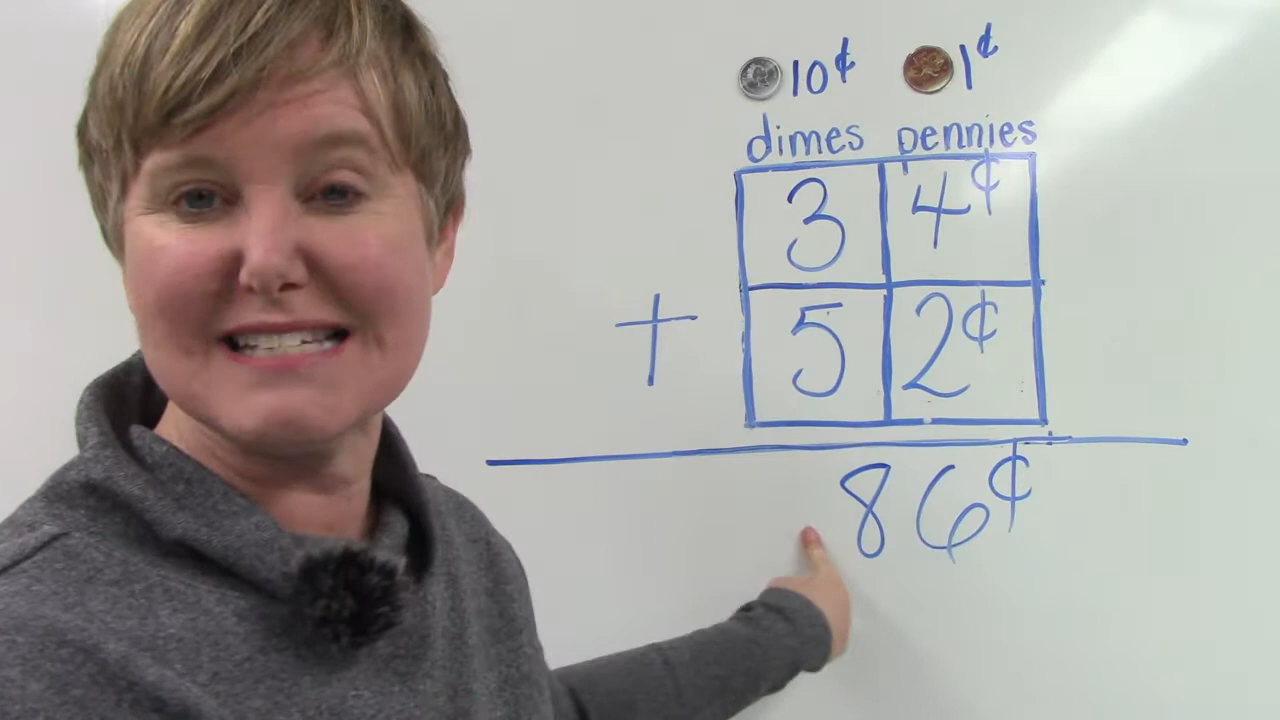 10¢ 1¢
dimes pennies
3 4¢
+ 5 2¢
86¢